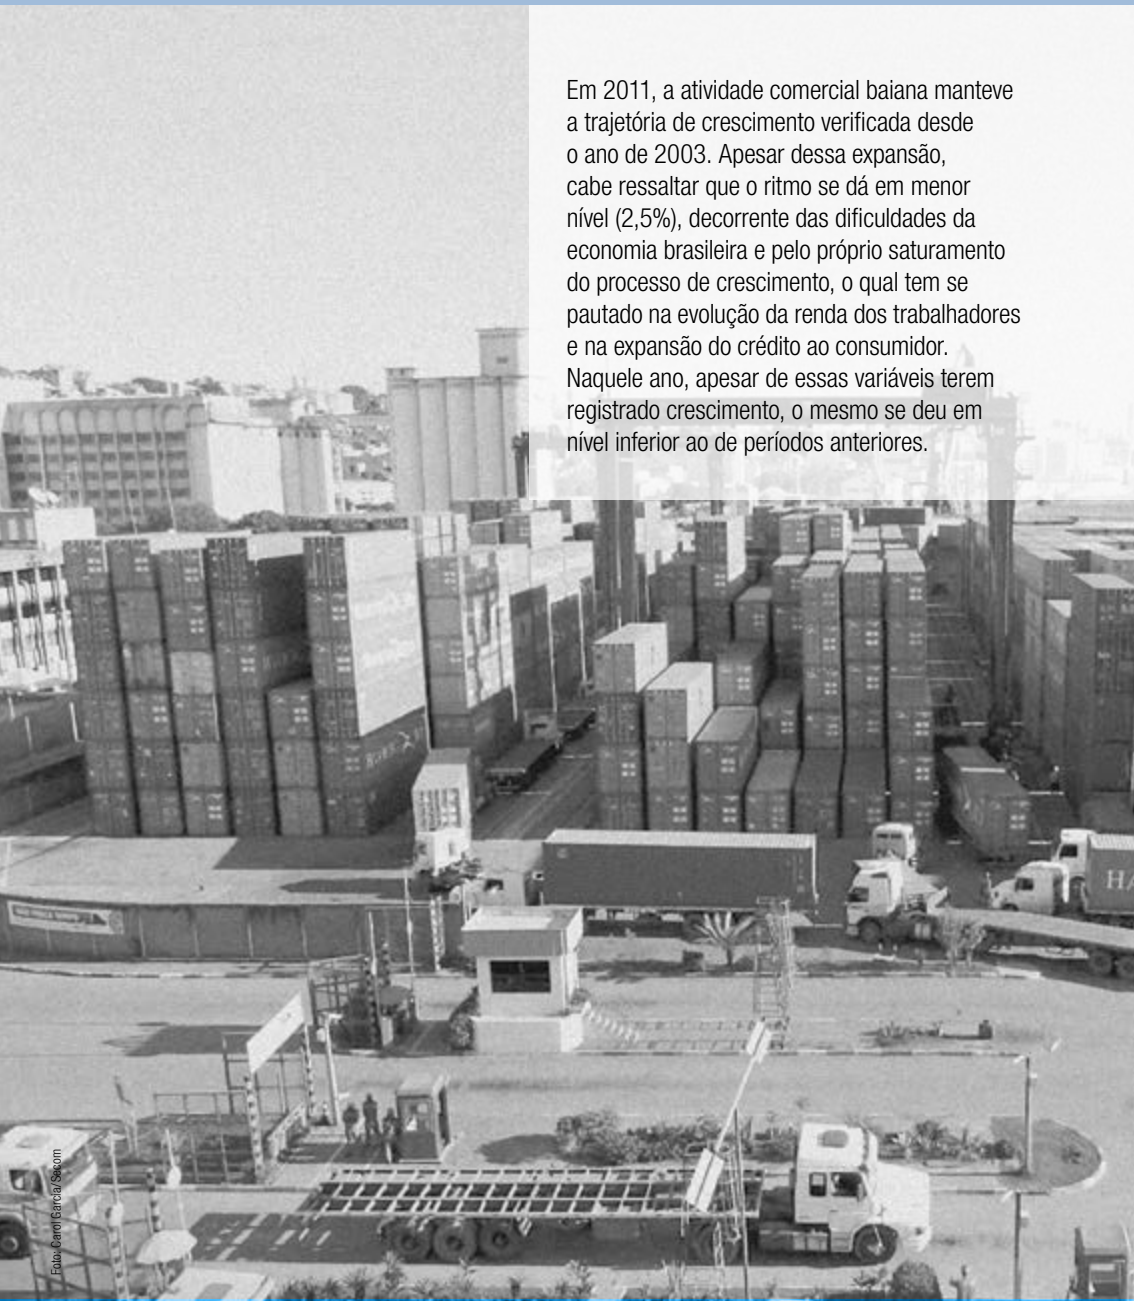 Em 2011, a atividade comercial baiana manteve
a trajetória de crescimento verificada desde
o ano de 2003. Apesar dessa expansão,
cabe ressaltar que o ritmo se dá em menor
nível (2,5%), decorrente das dificuldades da
economia brasileira e pelo próprio saturamento
do processo de crescimento, o qual tem se
pautado na evolução da renda dos trabalhadores
e na expansão do crédito ao consumidor.
Naquele ano, apesar de essas variáveis terem
registrado crescimento, o mesmo se deu em
nível inferior ao de períodos anteriores.
Foto: Carol Garcia/Secom